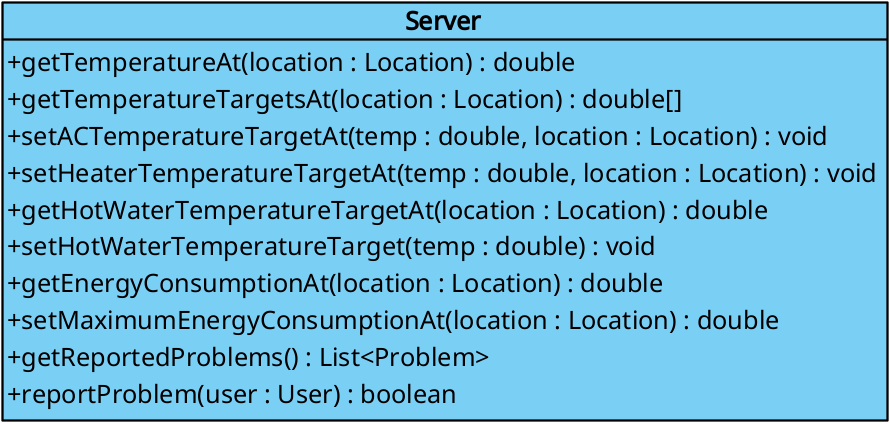 Server
+getTemperatureAt(location : Location) : double
+getTemperatureTargetsAt(location : Location) : double[]
+setACTemperatureTargetAt(temp : double, location : Location) : void
+setHeaterTemperatureTargetAt(temp : double, location : Location) : void
+getHotWaterTemperatureTargetAt(location : Location) : double
+setHotWaterTemperatureTarget(temp : double) : void
+getEnergyConsumptionAt(location : Location) : double
+setMaximumEnergyConsumptionAt(location : Location) : double
+getReportedProblems() : List<Problem>
+reportProblem(user : User) : boolean